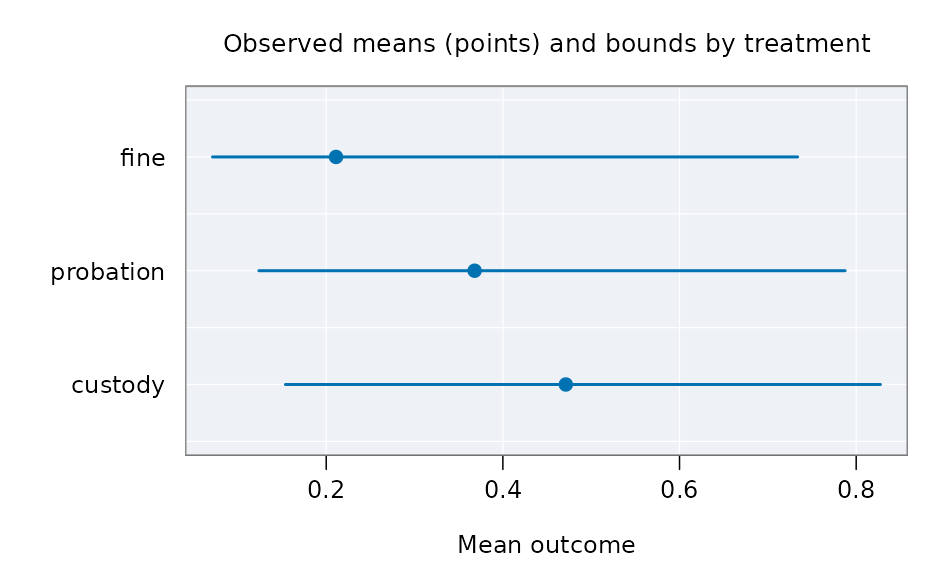 Observed means (points) and bounds by treatment
fine
probation
custody
0.2 0.4 0.6 0.8
Mean outcome